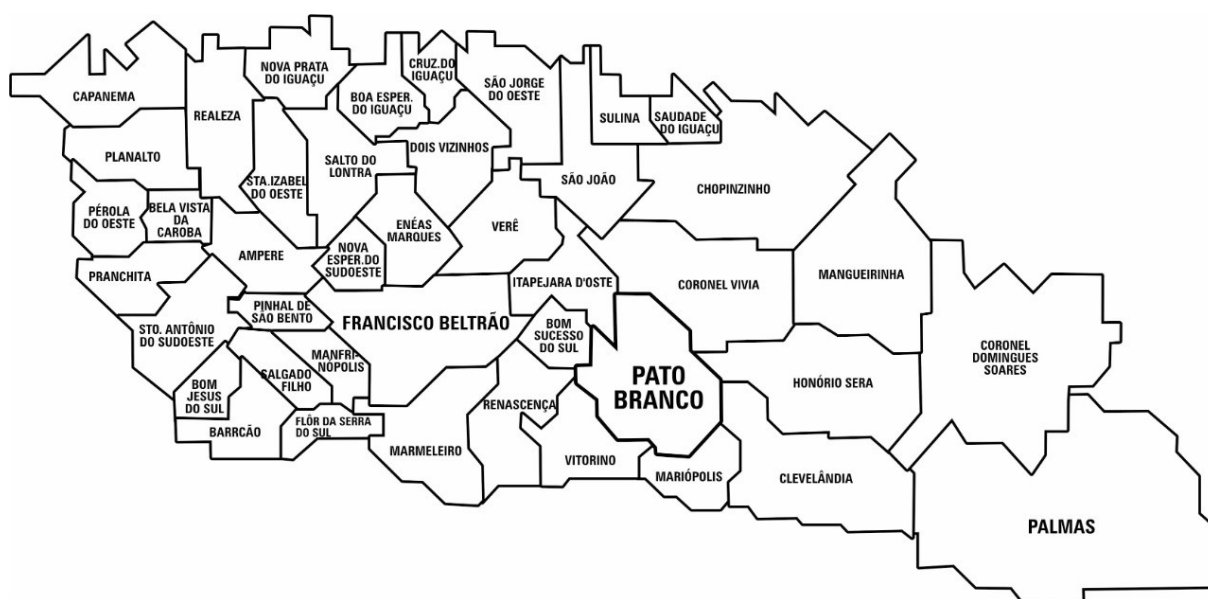 CAPANEMA
REALEZA
NOVA PRATA
DO IGUAÇU
BOA ESPER.
DO IGUAÇU
CRUZ.DO
IGUAÇU
SÃO JORGE
DO OESTE
SULINA
SAUDADE
DO IGUAÇU
PLANALTO
STA.IZABEL
DO OESTE
SALTO DO
LONTRA
DOIS VIZINHOS
SÃO JOÃO
CHOPINZINHO
PÉROLA
DO OESTE
BELA VISTA
DA
CAROBA
AMPERE
NOVA
ESPER.DO
SUDOESTE
ENÉAS
MARQUES
VERÊ
PRANCHITA
ITAPEJARA D'OSTE
CORONEL VIVIA
MANGUEIRINHA
STO. ANTÔNIO
DO SUDOESTE
PINHAL DE
SÃO BENTO
FRANCISCO BELTRÃO
BOM
SUCESSO
DO SUL
MANFRI-
NÓPOLIS
SALGADO
FILHO
BOM
JESUS
DO SUL
BARRCÃO
FLÔR DA SERRA
DO SUL
MARMELEIRO
RENASCENÇA
PATO
BRANCO
VITORINO
MARIÓPOLIS
HONÓRIO SERA
CLEVELÂNDIA
CORONEL
DOMINGUES
SOARES
PALMAS